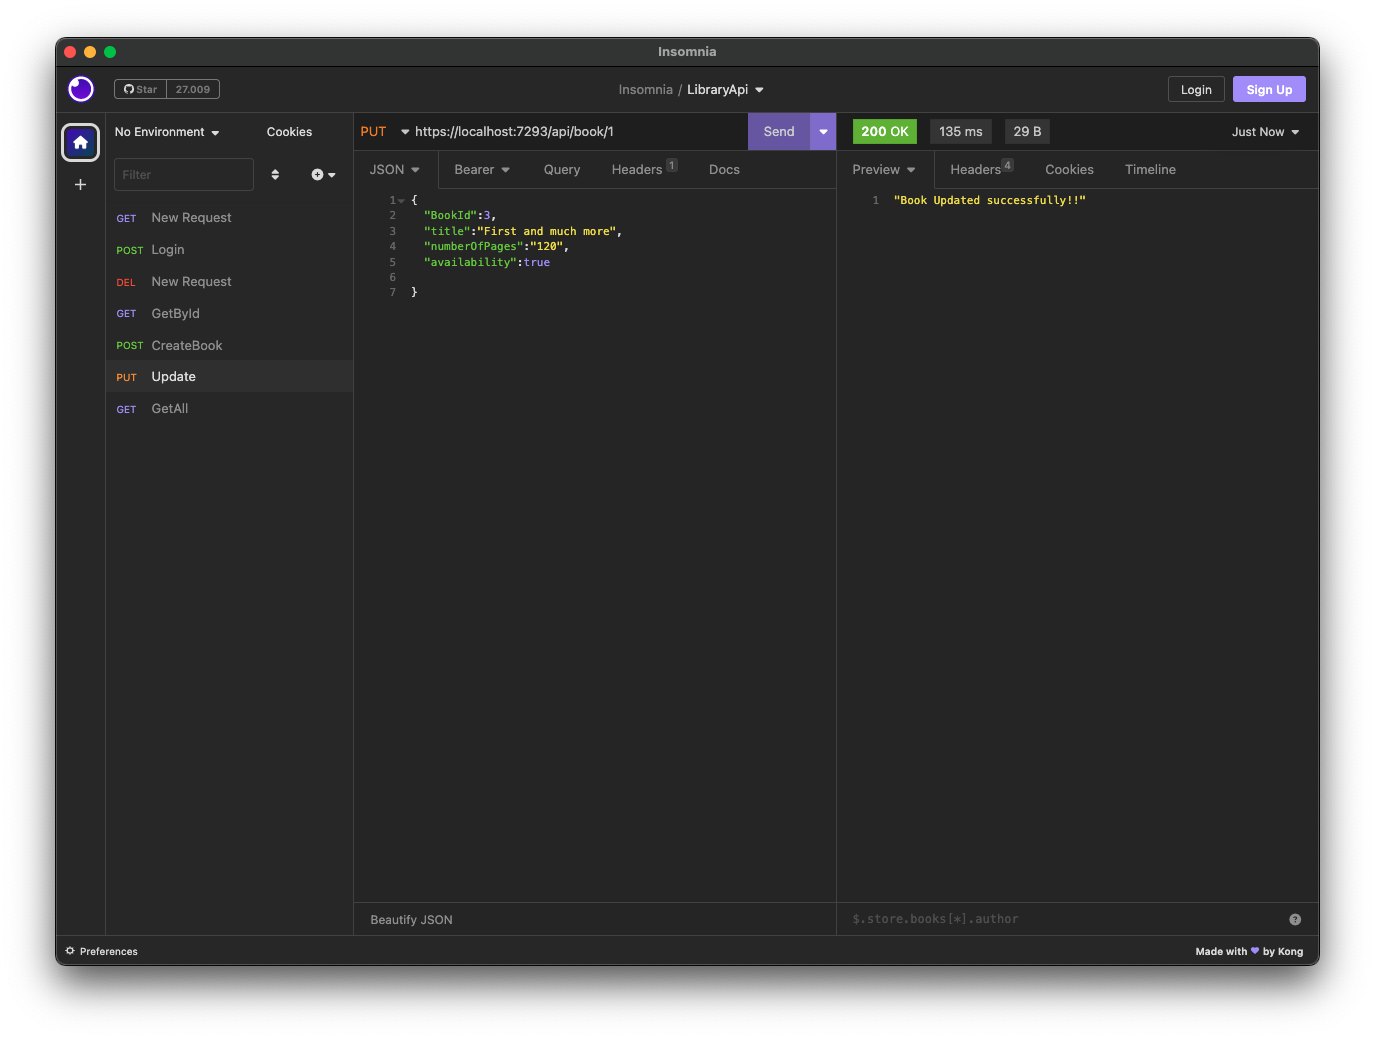 Insomnia
Star 27.009
Insomnia / LibraryApi
Login
Sign Up
No Environment
Cookies
Filter
GET New Request
POST Login
DEL New Request
GET GetById
POST CreateBook
PUT Update
GET GetAll
PUT https://localhost:7293/api/book/1
Send
JSON Bearer Query Headers 1 Docs
1 {
2 "BookId":3,
3 "title":"First and much more",
4 "numberOfPages":"120",
5 "availability":true
6
7 }
Beautify JSON
200 OK 135 ms 29 B Just Now
Preview Headers 4 Cookies Timeline
1 "Book Updated successfully!!"
$.store.books[*].author
?
Preferences
Made with ❤ by Kong